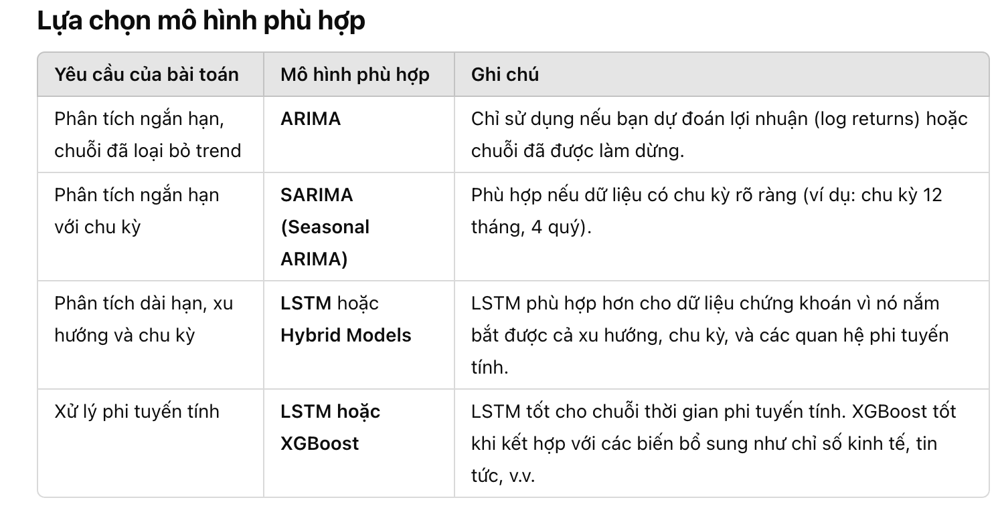 Lựa chọn mô hình phù hợp
Yêu cầu của bài toán
Mô hình phù hợp
Ghi chú
Phân tích ngắn hạn,
chuỗi đã loại bỏ trend
ARIMA
Chỉ sử dụng nếu bạn dự đoán lợi nhuận (log returns) hoặc
chuỗi đã được làm dừng.
Phân tích ngắn hạn
với chu kỳ
SARIMA
(Seasonal
ARIMA)
Phù hợp nếu dữ liệu có chu kỳ rõ ràng (ví dụ: chu kỳ 12
tháng, 4 quý).
Phân tích dài hạn, xu
hướng và chu kỳ
LSTM hoặc
Hybrid Models
LSTM phù hợp hơn cho dữ liệu chứng khoán vì nó nắm
bắt được cả xu hướng, chu kỳ, và các quan hệ phi tuyến
tính.
Xử lý phi tuyến tính
LSTM hoặc
XGBoost
LSTM tốt cho chuỗi thời gian phi tuyến tính. XGBoost tốt
khi kết hợp với các biến bổ sung như chỉ số kinh tế, tin
tức, v.v.